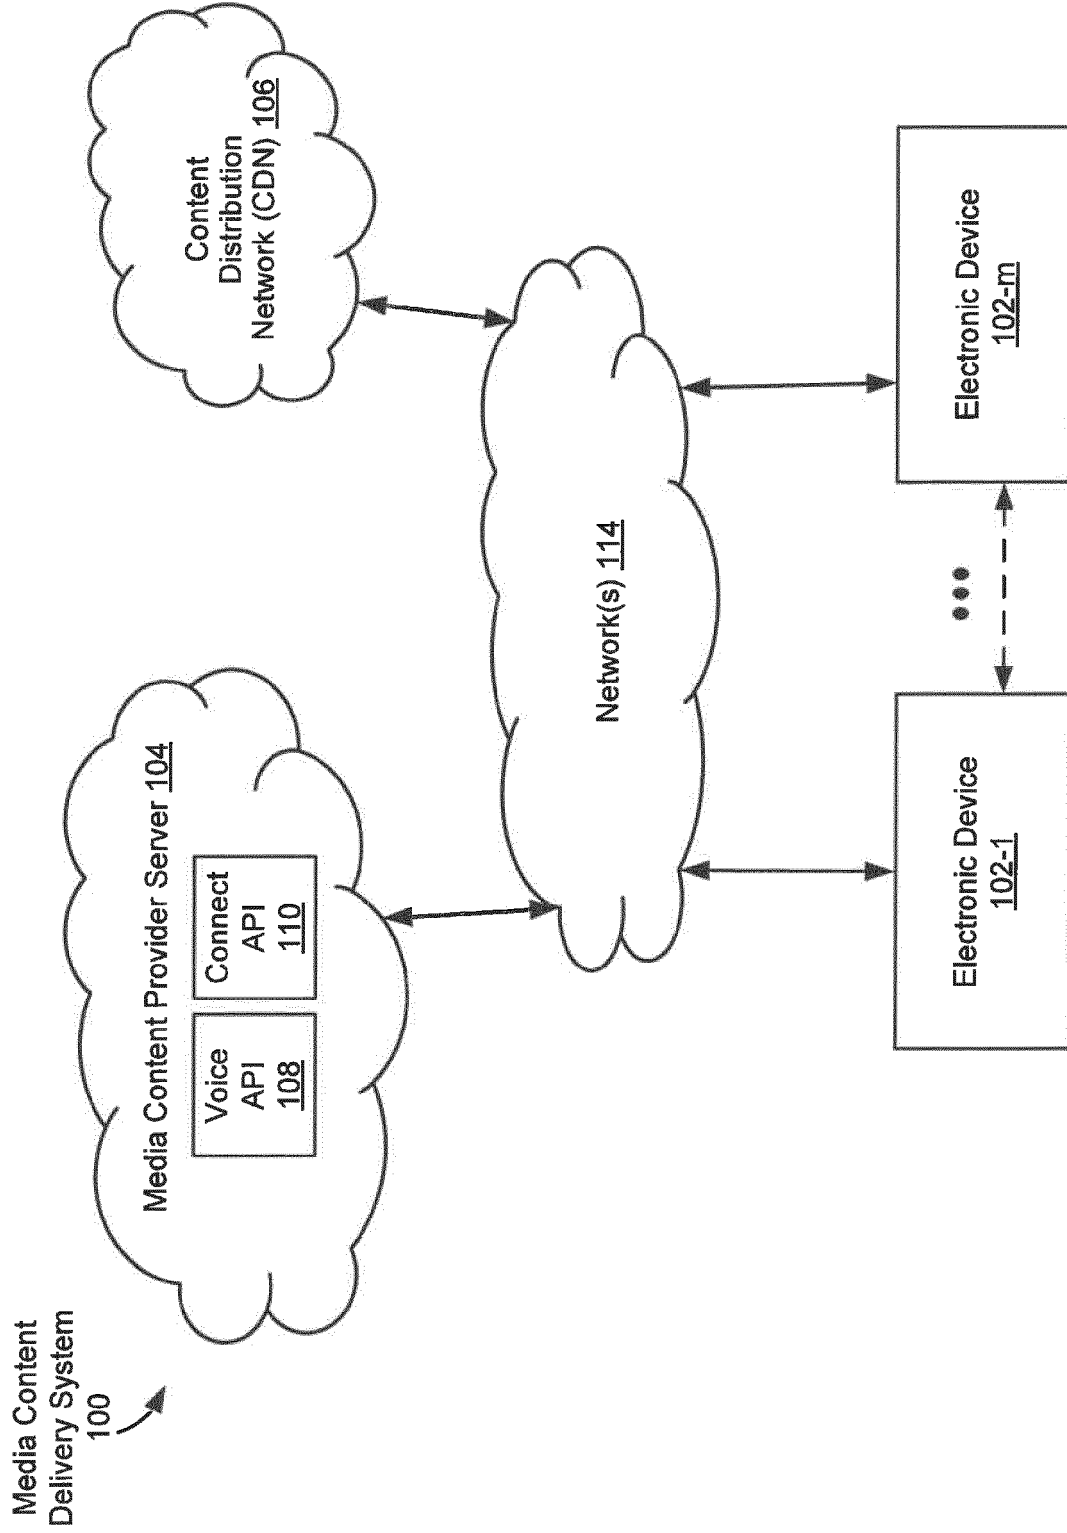 Media Content
Delivery System
100
Media Content Provider Server 104
Voice
API
108
Connect
API
110
Content
Distribution
Network (CDN) 106
Network(s) 114
Electronic Device
102-1
•••
Electronic Device
102-m